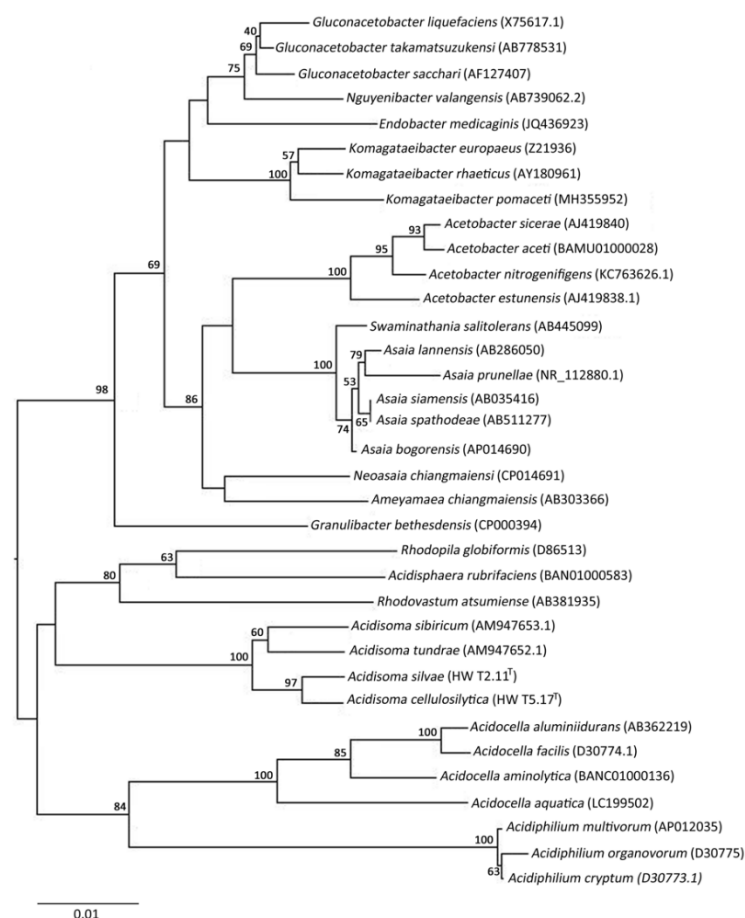 Gluconacetobacter liquefaciens (X75617.1)
40
Gluconacetobacter takamatsuzukensi (AB778531)
69
Gluconacetobacter sacchari (AF127407)
75
Nguyenibacter valangensis (AB739062.2)
Endobacter medicaginis (JQ436923)
Komagataeibacter europaeus (Z21936)
57
Komagataeibacter rhaeticus (AY180961)
100
Komagataeibacter pomaceti (MH355952)
Acetobacter sicerae (AJ419840)
93
Acetobacter aceti (BAMU01000028)
95
Acetobacter nitrogenifigens (KC763626.1)
69
100
Acetobacter estunensis (AJ419838.1)
Swaminathania salitolerans (AB445099)
Asaia lannensis (AB286050)
79
100
Asaia prunellae (NR_112880.1)
53
Asaia siamensis (AB035416)
98
86
Asaia spathodeae (AB511277)
65
74
Asaia bogorensis (AP014690)
Neoasaia chiangmaiensi (CP014691)
Ameyamaea chiangmaiensis (AB303366)
Granulibacter bethesdensis (CP000394)
Rhodopila globiformis (D86513)
63
Acidisphaera rubrifaciens (BAN01000583)
80
Rhodovastum atsumiense (AB381935)
Acidisoma sibiricum (AM947653.1)
60
Acidisoma tundrae (AM947652.1)
100
Acidisoma silvae (HW T2.11ᵀ)
97
Acidisoma cellulosilytica (HW T5.17ᵀ)
Acidocella aluminiidurans (AB362219)
100
Acidocella facilis (D30774.1)
85
Acidocella aminolytica (BANC01000136)
100
Acidocella aquatica (LC199502)
84
Acidiphilium multivorum (AP012035)
100
Acidiphilium organovorum (D30775)
63
Acidiphilium cryptum (D30773.1)
0.01